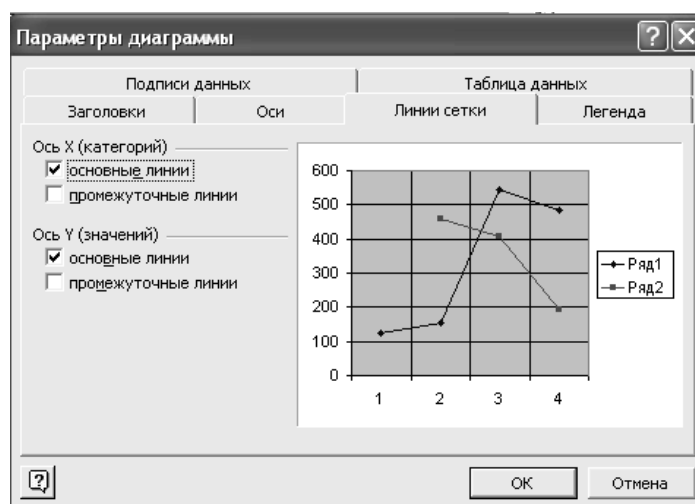 Параметры диаграммы
Подписи данных
Таблица данных
Заголовки
Оси
Линии сетки
Легенда
Ось X (категорий)
основные линии
промежуточные линии
Ось Y (значений)
основные линии
промежуточные линии
600
500
400
300
200
100
0
1 2 3 4
Ряд1
Ряд2
ОК
Отмена